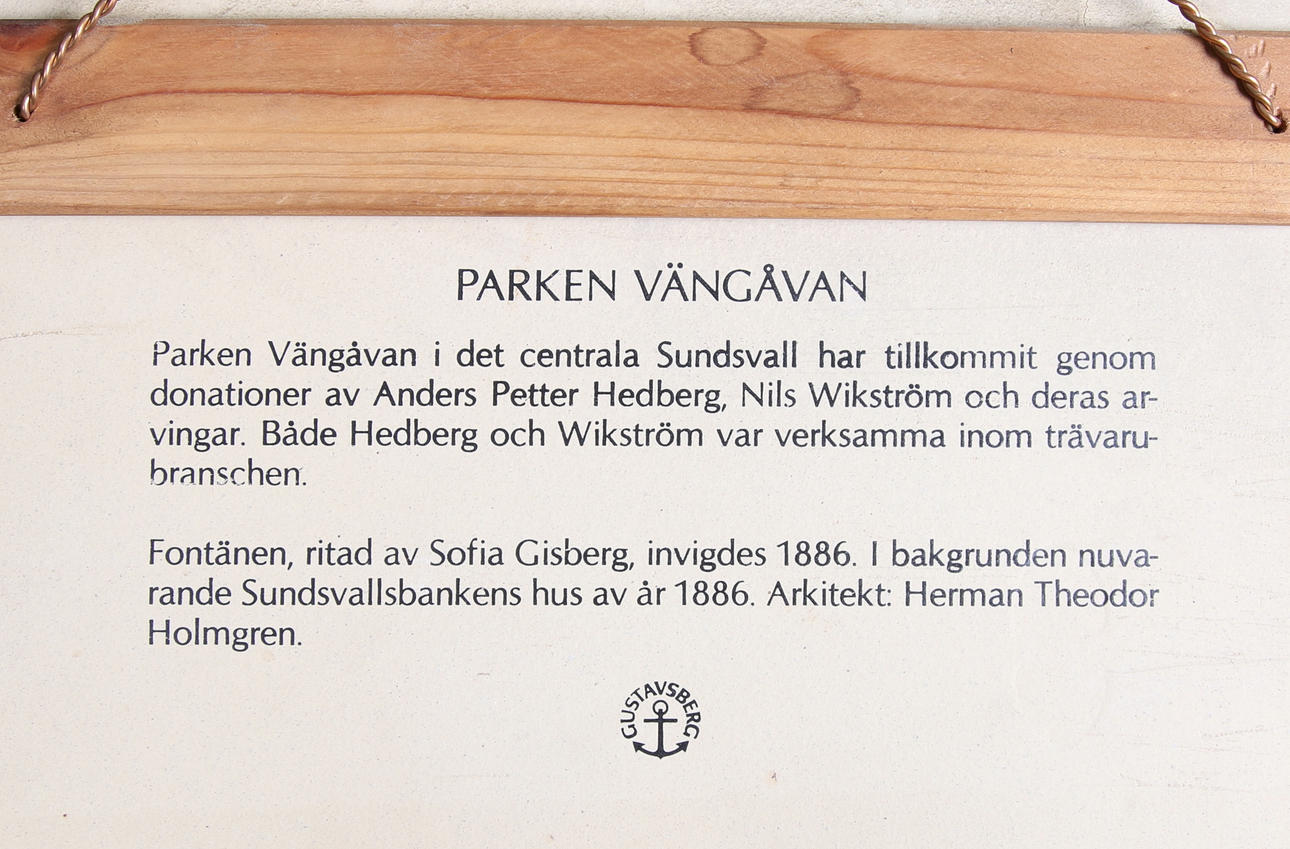 PARKEN VÄNGÅVAN
Parken Vängåvan i det centrala Sundsvall har tillkommit genom
donationer av Anders Petter Hedberg, Nils Wikström och deras ar-
vingar. Både Hedberg och Wikström var verksamma inom trävaru-
branschen.
Fontänen, ritad av Sofia Gisberg, invigdes 1886. I bakgrunden nuva-
rande Sundsvallsbankens hus av år 1886. Arkitekt: Herman Theodor
Holmgren.
GUSTAVSBERG